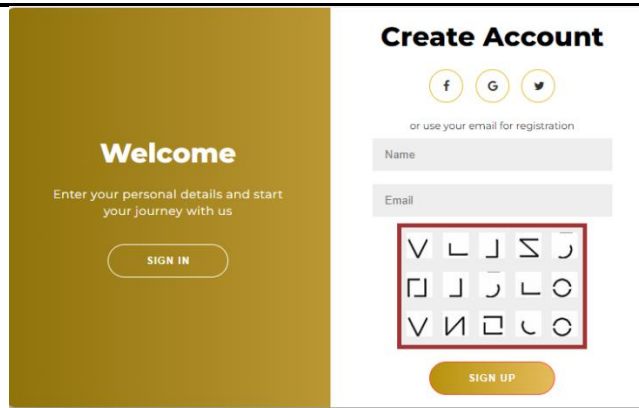 Create Account
f G
or use your email for registration
Welcome
Name
Enter your personal details and start
your journey with us
Email
SIGN IN
SIGN UP